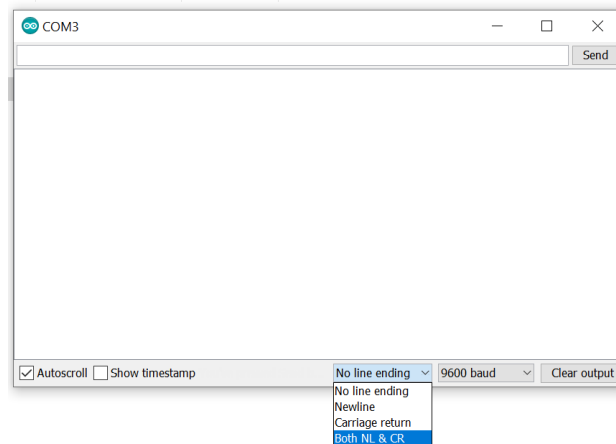 COM3
Send
Autoscroll Show timestamp No line ending 9600 baud Clear output
No line ending
Newline
Carriage return
Both NL & CR